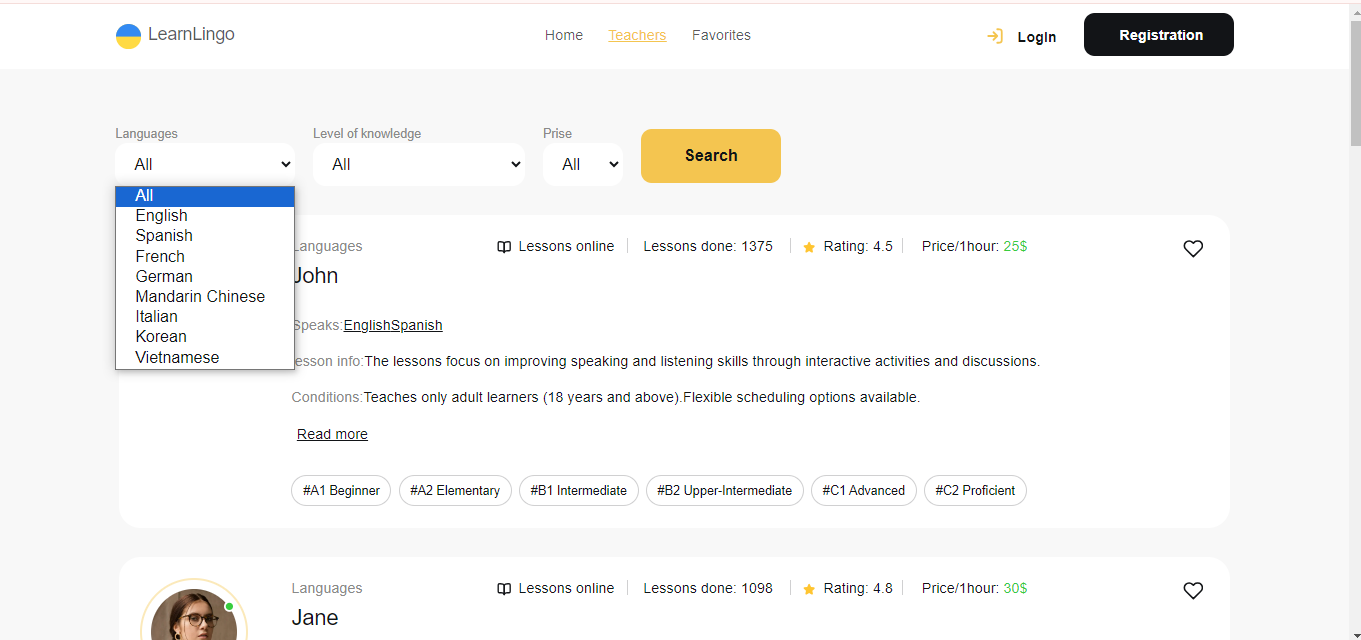 LearnLingo
Home Teachers Favorites
LogIn
Registration
Languages Level of knowledge Prise
All All All Search
All
English
Spanish
French
German
Mandarin Chinese
Italian
Korean
Vietnamese
Languages Lessons online Lessons done: 1375 Rating: 4.5 Price/1hour: 25$
John
Speaks:EnglishSpanish
esson info:The lessons focus on improving speaking and listening skills through interactive activities and discussions.
Conditions:Teaches only adult learners (18 years and above).Flexible scheduling options available.
Read more
#A1 Beginner #A2 Elementary #B1 Intermediate #B2 Upper-Intermediate #C1 Advanced #C2 Proficient
Languages Lessons online Lessons done: 1098 Rating: 4.8 Price/1hour: 30$
Jane